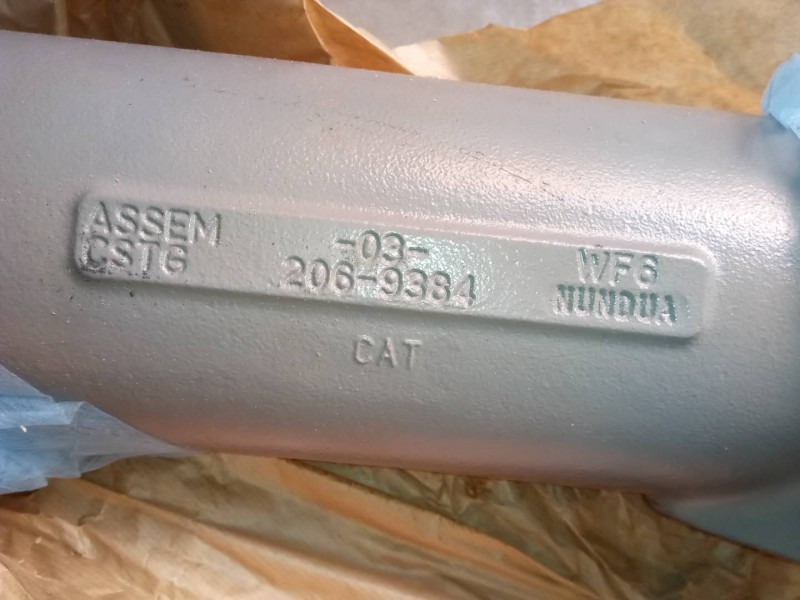 ASSEM -03- WF6
CSTG 206-9384 NUNDUA
CAT